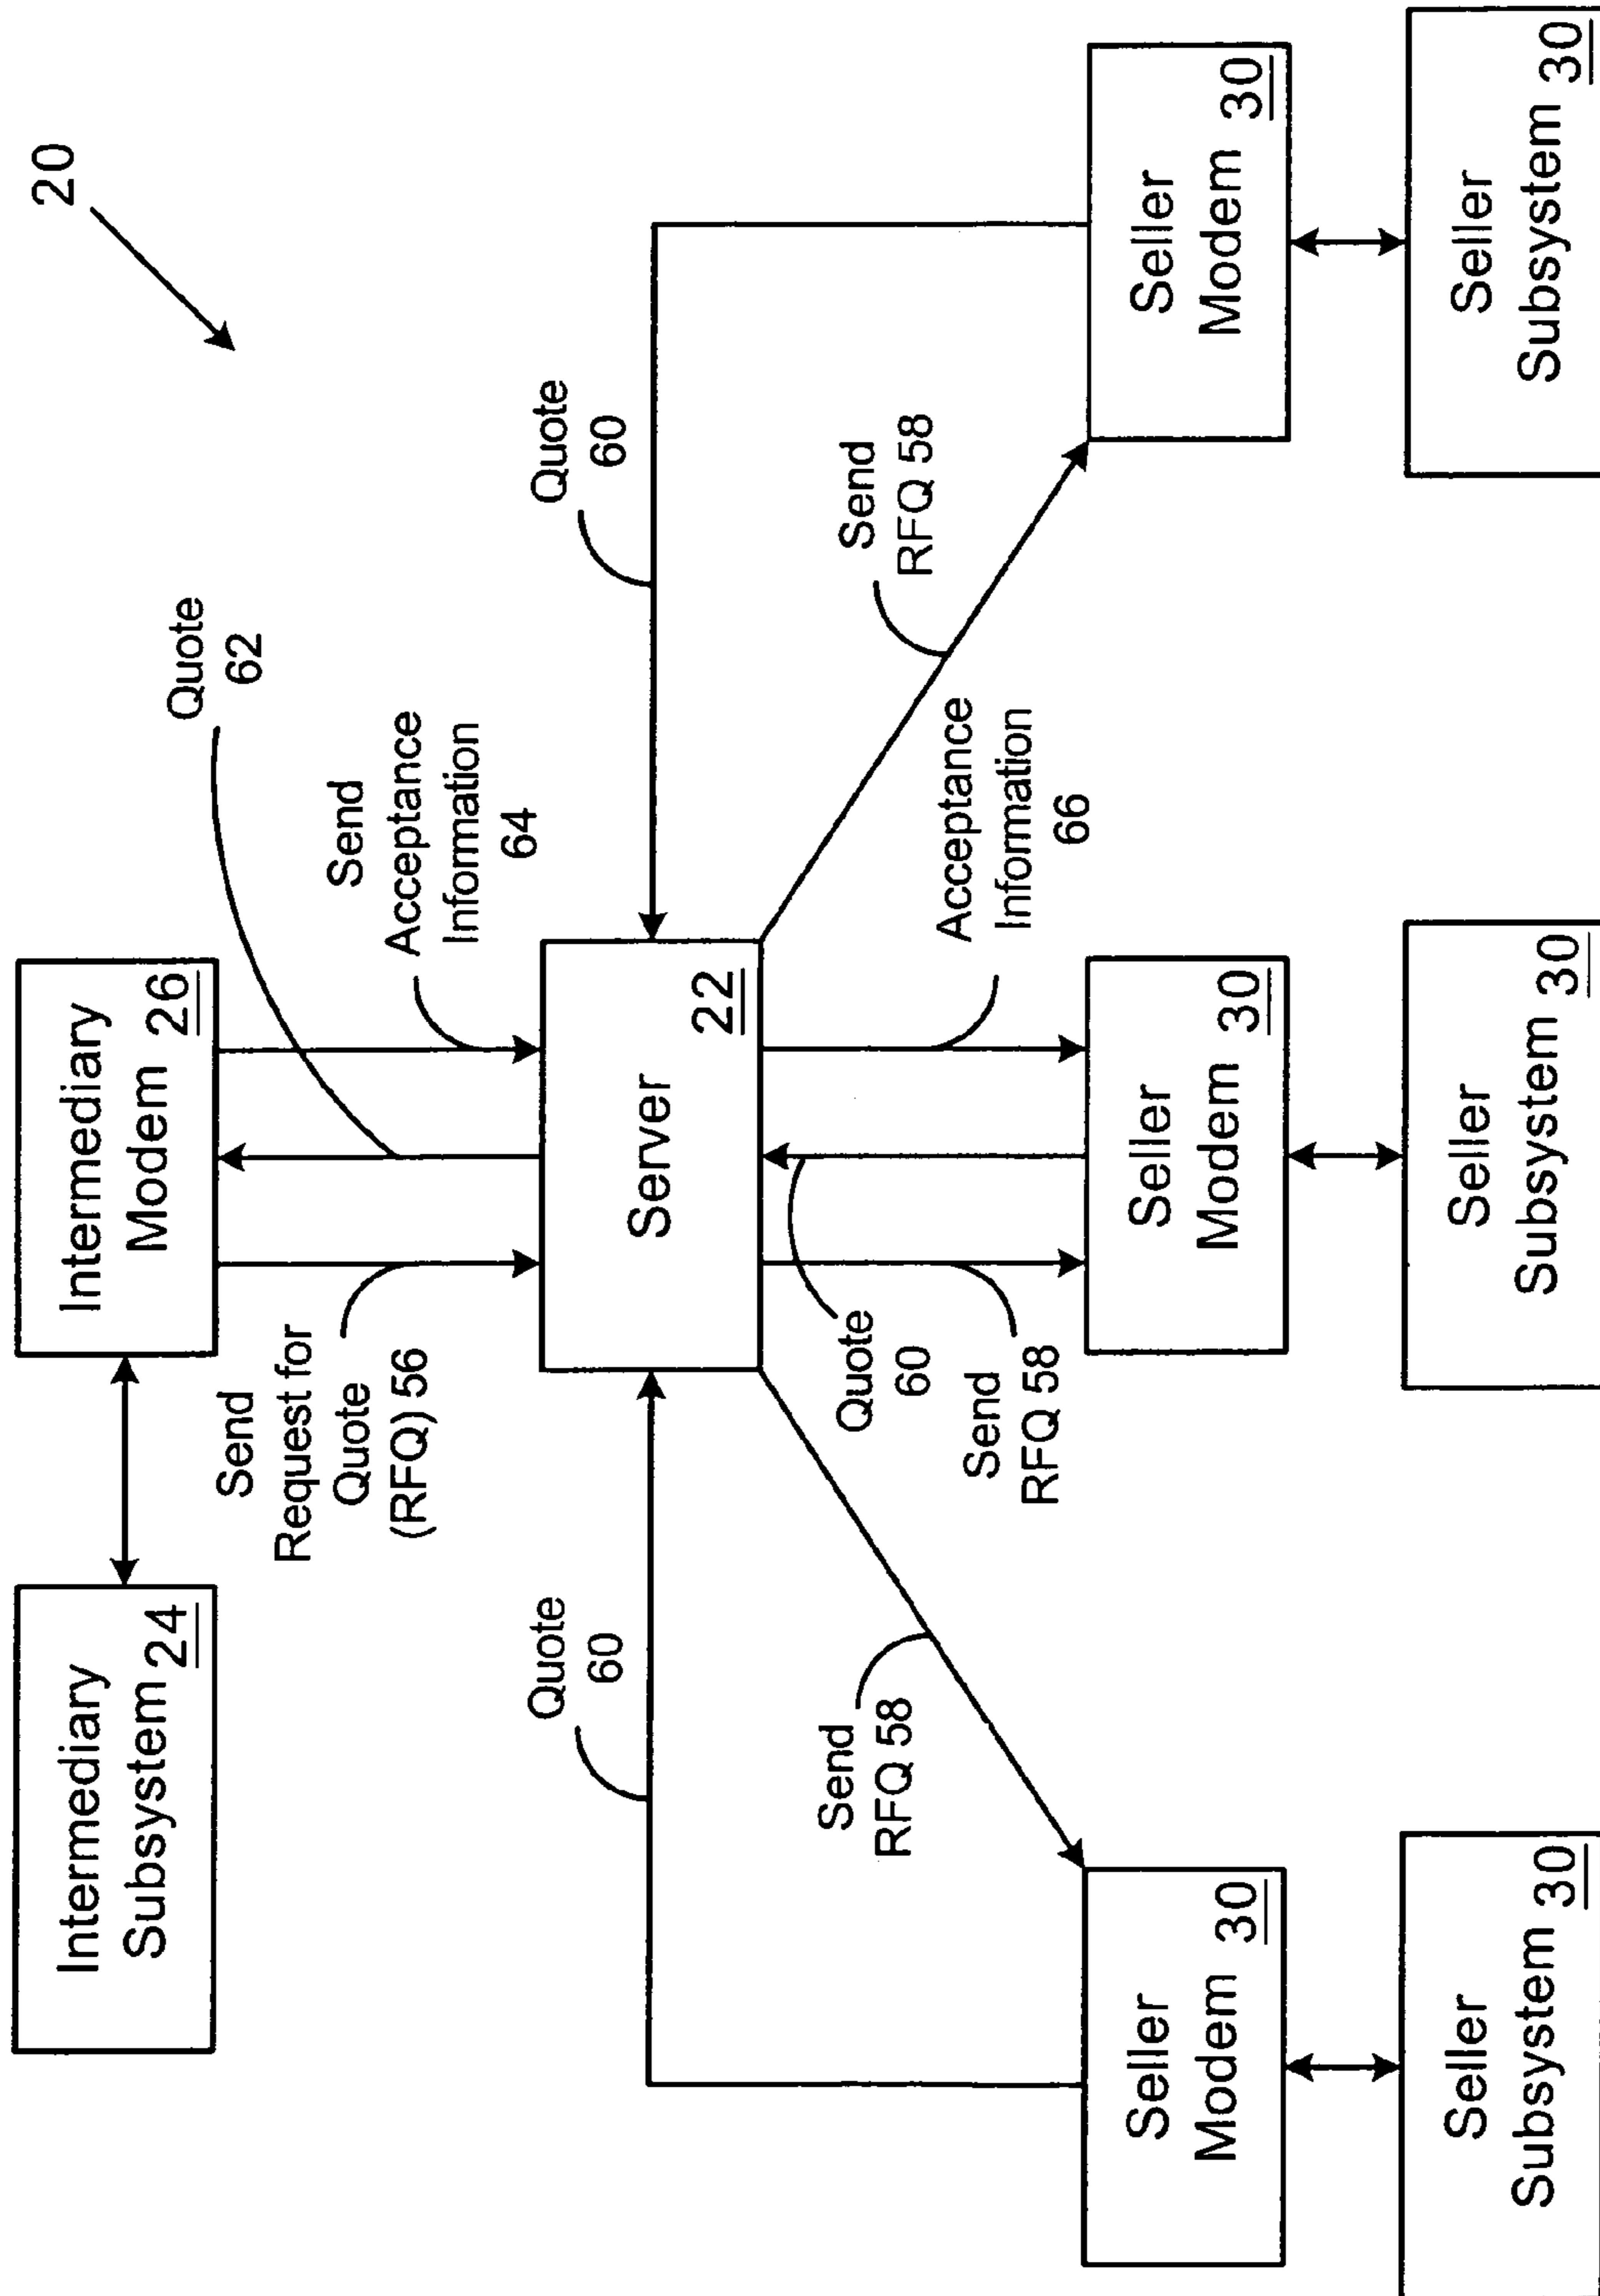 20
Intermediary
Subsystem 24
Intermediary
Modem 26
Send
Request for
Quote
(RFQ) 56
Quote
62
Send
Acceptance
Information
64
Quote
60
Server
22
Quote
60
Send
RFQ 58
Quote
60
Send
RFQ 58
Acceptance
Information
66
Send
RFQ 58
Seller
Modem 30
Seller
Modem 30
Seller
Modem 30
Seller
Subsystem 30
Seller
Subsystem 30
Seller
Subsystem 30